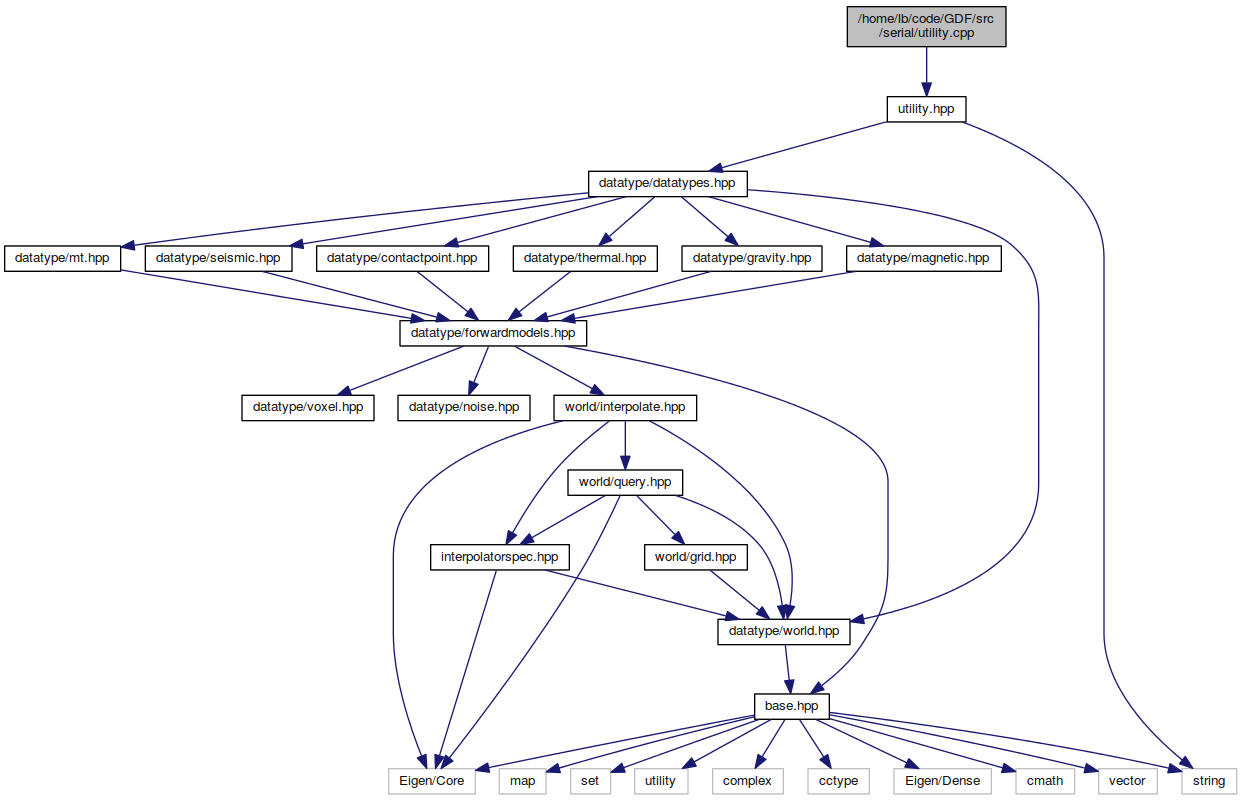 /home/lb/code/GDF/src
/serial/utility.cpp
utility.hpp
datatype/datatypes.hpp
datatype/mt.hpp
datatype/seismic.hpp
datatype/contactpoint.hpp
datatype/thermal.hpp
datatype/gravity.hpp
datatype/magnetic.hpp
datatype/forwardmodels.hpp
datatype/voxel.hpp
datatype/noise.hpp
world/interpolate.hpp
world/query.hpp
interpolatorspec.hpp
world/grid.hpp
datatype/world.hpp
base.hpp
Eigen/Core
map
set
utility
complex
cctype
Eigen/Dense
cmath
vector
string